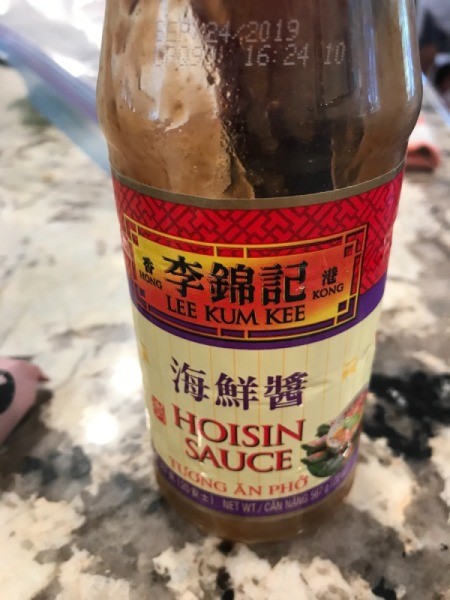 SEP/24/2019
16:24 10
香 李錦記 港
HONG LEE KUM KEE KONG
海鮮醬
HOISIN
SAUCE
TƯƠNG ĂN PHỞ
NET WT / CÂN NẶNG 567 g